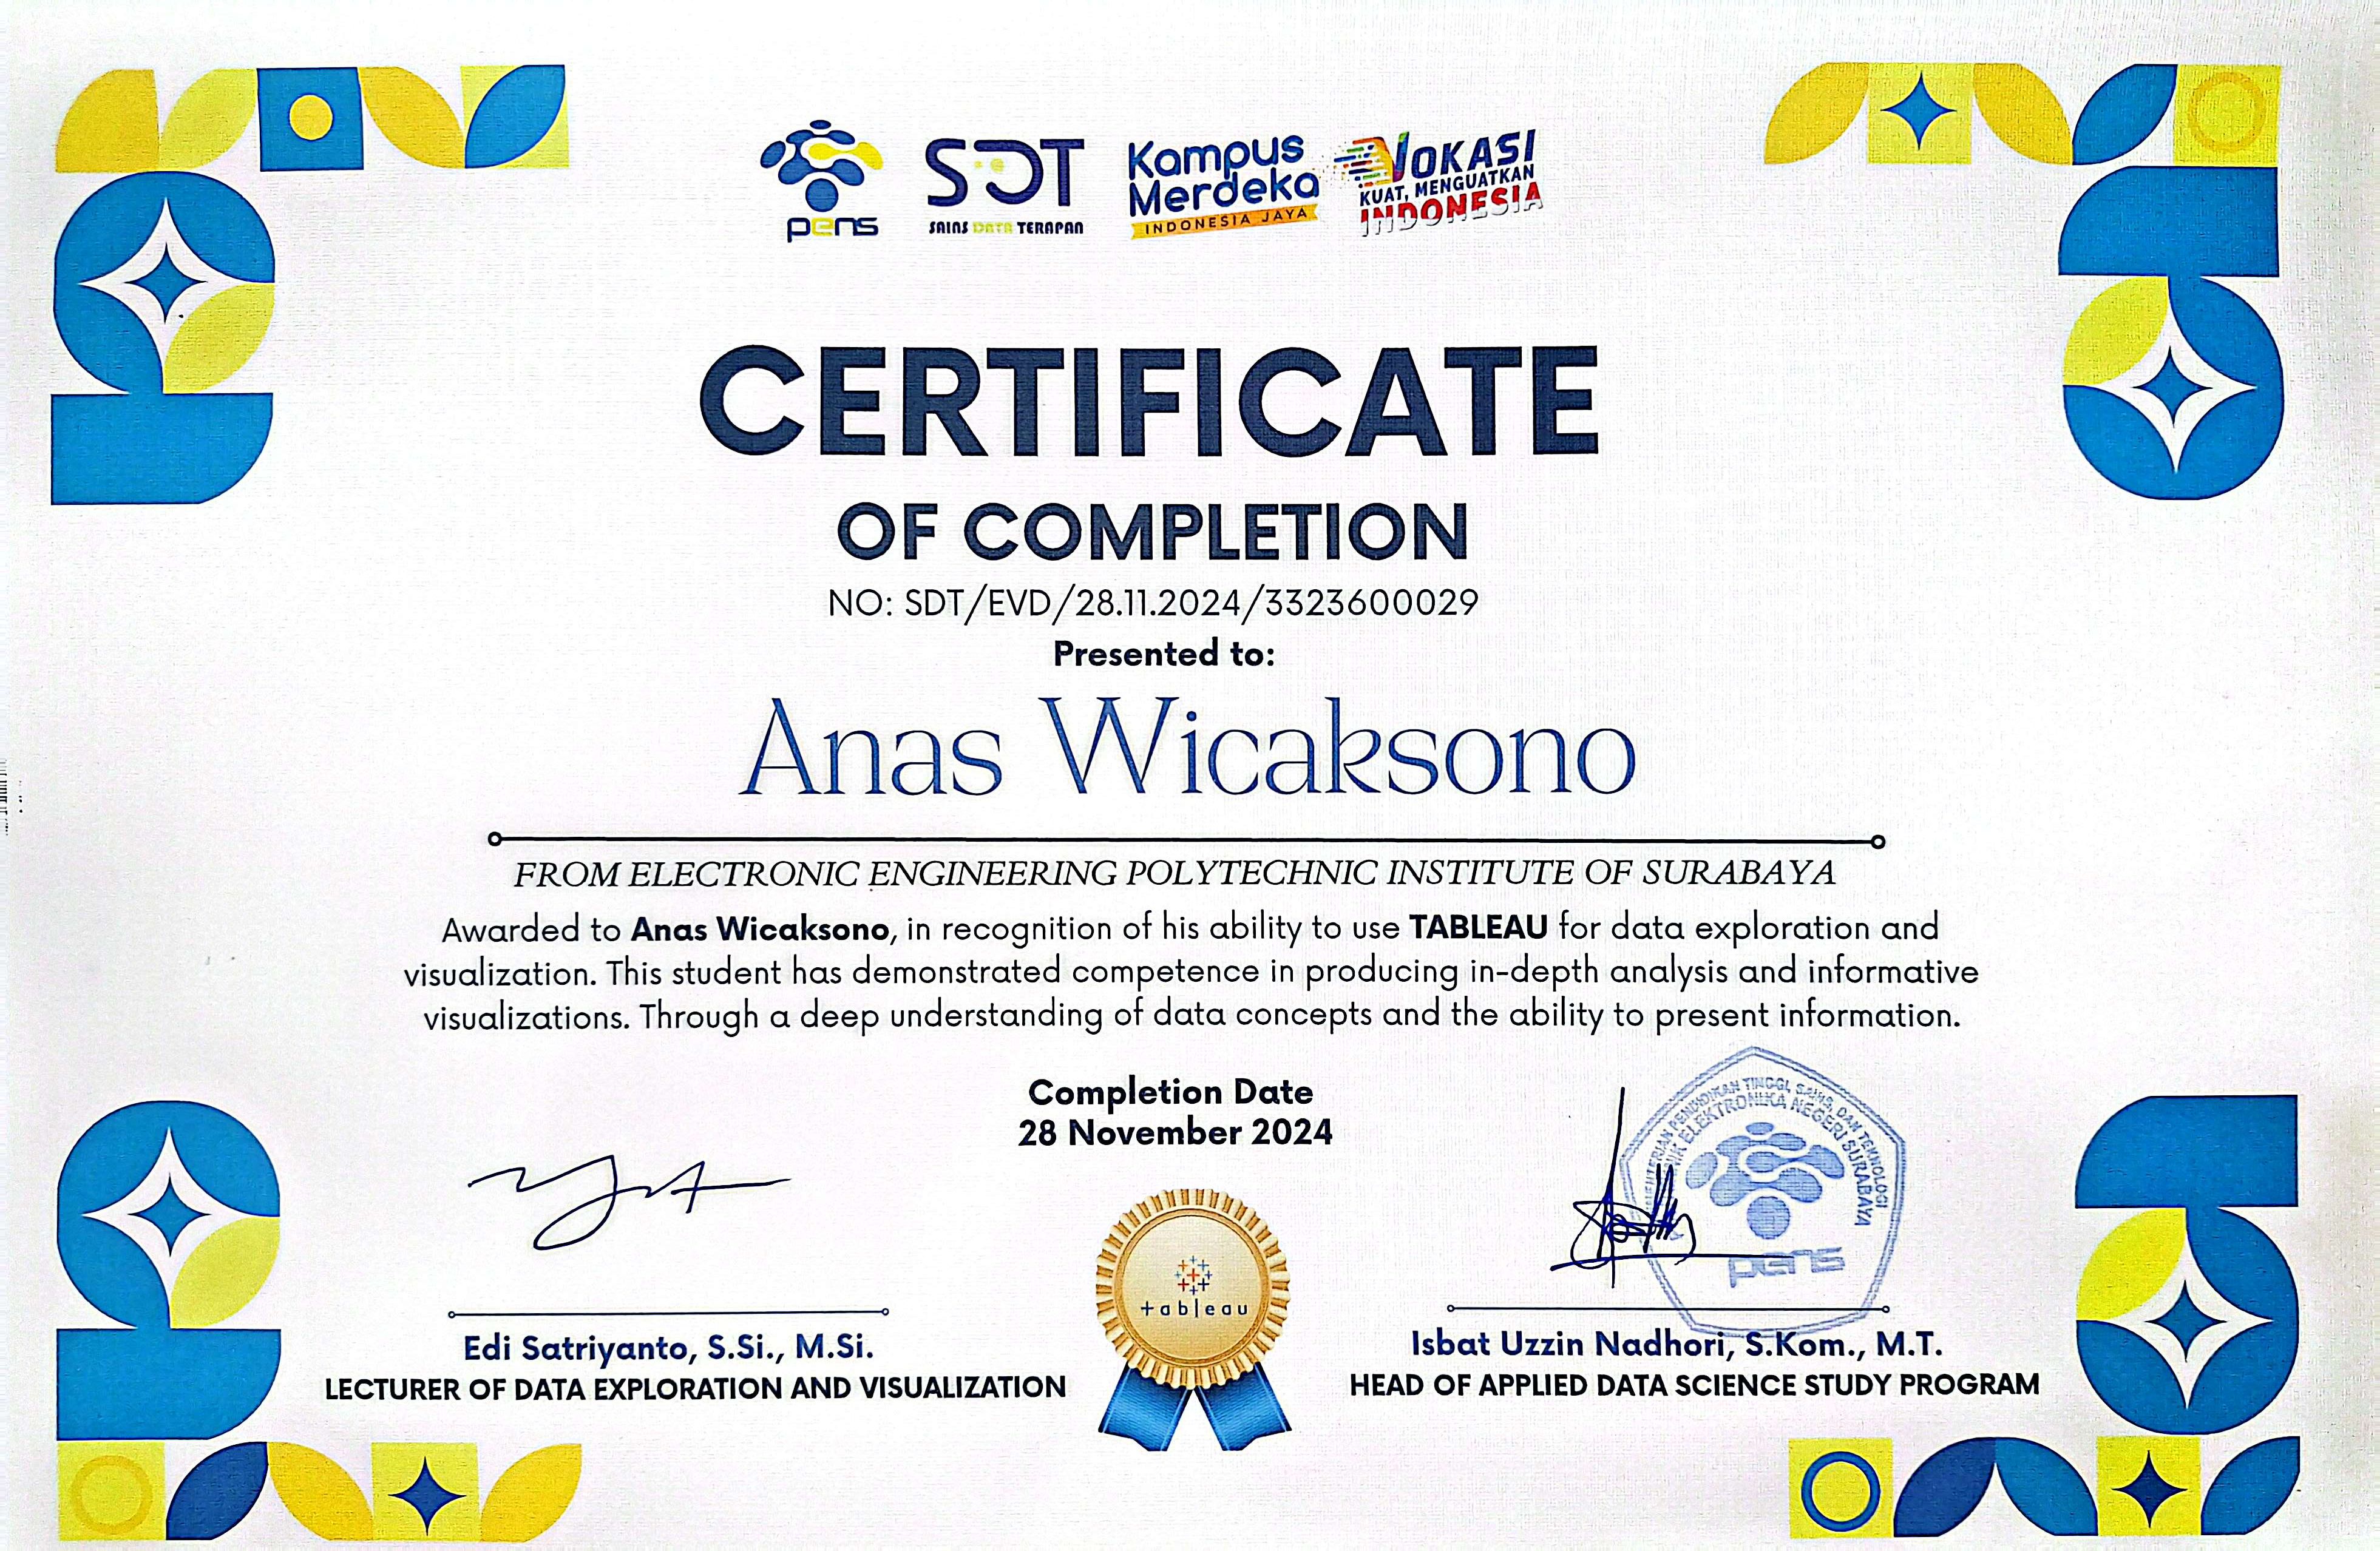 pens
SDT
SAINS DATA TERAPAN
Kampus
Merdeka
INDONESIA JAYA
VOKASI
KUAT, MENGUATKAN
INDONESIA
CERTIFICATE
OF COMPLETION
NO: SDT/EVD/28.11.2024/3323600029
Presented to:
Anas Wicaksono
FROM ELECTRONIC ENGINEERING POLYTECHNIC INSTITUTE OF SURABAYA
Awarded to Anas Wicaksono, in recognition of his ability to use TABLEAU for data exploration and
visualization. This student has demonstrated competence in producing in-depth analysis and informative
visualizations. Through a deep understanding of data concepts and the ability to present information.
Completion Date
28 November 2024
PENDIDIKAN TINGGI, SAINS, DAN TEKNOLOGI
ELEKTRONIKA NEGERI SURABAYA
pens
tableau
Edi Satriyanto, S.Si., M.Si.
LECTURER OF DATA EXPLORATION AND VISUALIZATION
Isbat Uzzin Nadhori, S.Kom., M.T.
HEAD OF APPLIED DATA SCIENCE STUDY PROGRAM